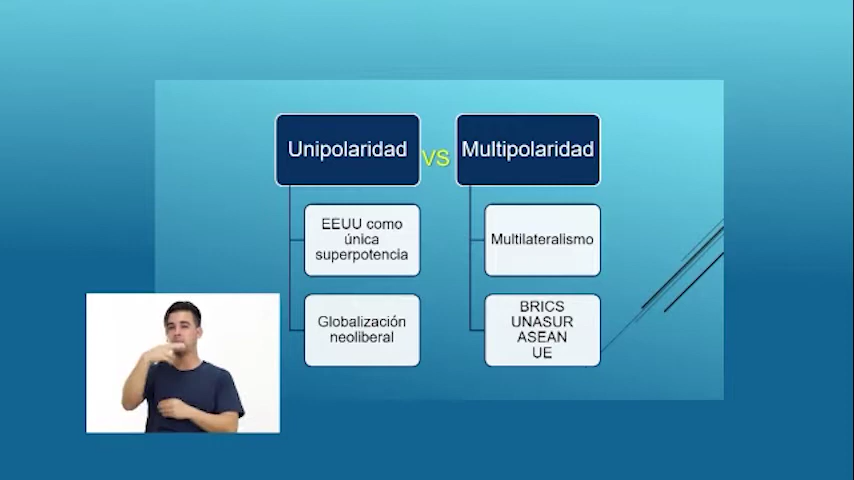 Unipolaridad
VS
Multipolaridad
EEUU como
única
superpotencia
Multilateralismo
Globalización
neoliberal
BRICS
UNASUR
ASEAN
UE